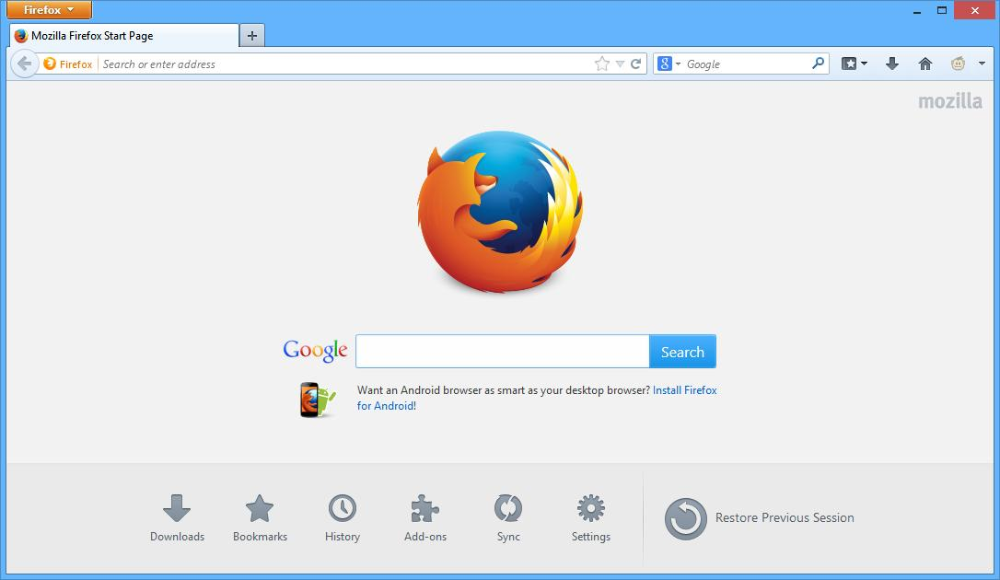 Firefox
Mozilla Firefox Start Page
Firefox Search or enter address
Google
mozilla
Google
Search
Want an Android browser as smart as your desktop browser? Install Firefox
for Android!
Downloads
Bookmarks
History
Add-ons
Sync
Settings
Restore Previous Session